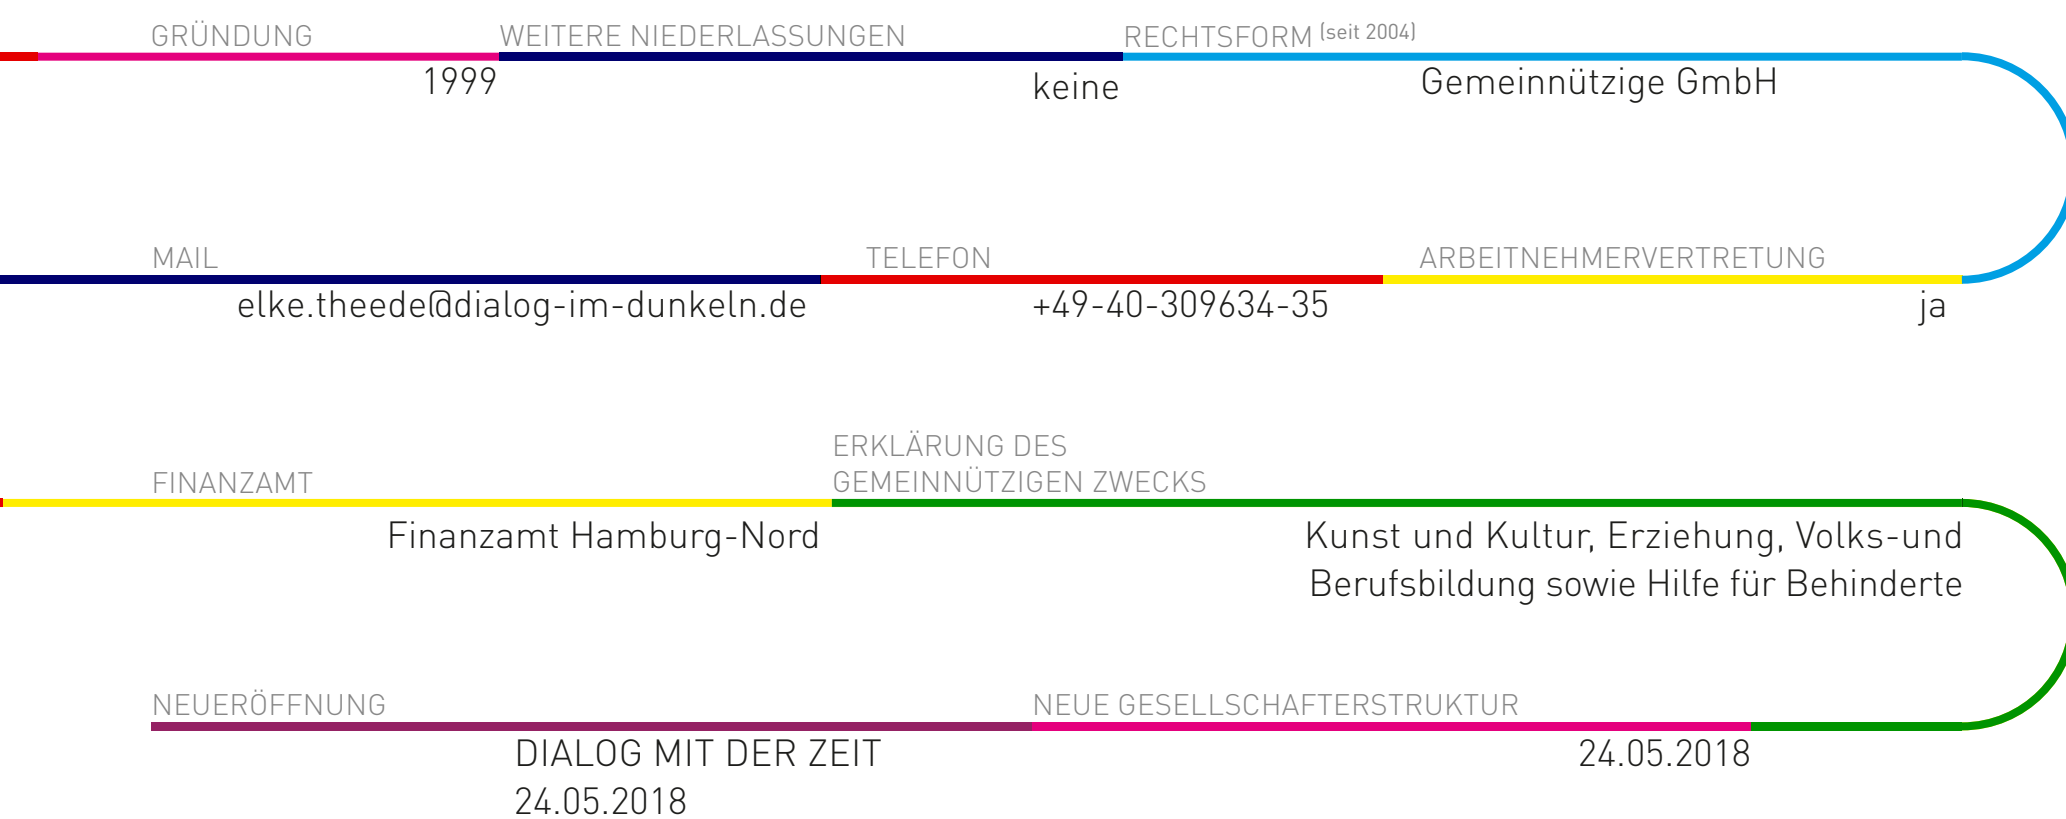 GRÜNDUNG
1999
WEITERE NIEDERLASSUNGEN
keine
RECHTSFORM (seit 2004)
Gemeinnützige GmbH
MAIL
elke.theede@dialog-im-dunkeln.de
TELEFON
+49-40-309634-35
ARBEITNEHMERVERTRETUNG
ja
FINANZAMT
Finanzamt Hamburg-Nord
ERKLÄRUNG DES
GEMEINNÜTZIGEN ZWECKS
Kunst und Kultur, Erziehung, Volks-und
Berufsbildung sowie Hilfe für Behinderte
NEUERÖFFNUNG
DIALOG MIT DER ZEIT
24.05.2018
NEUE GESELLSCHAFTERSTRUKTUR
24.05.2018